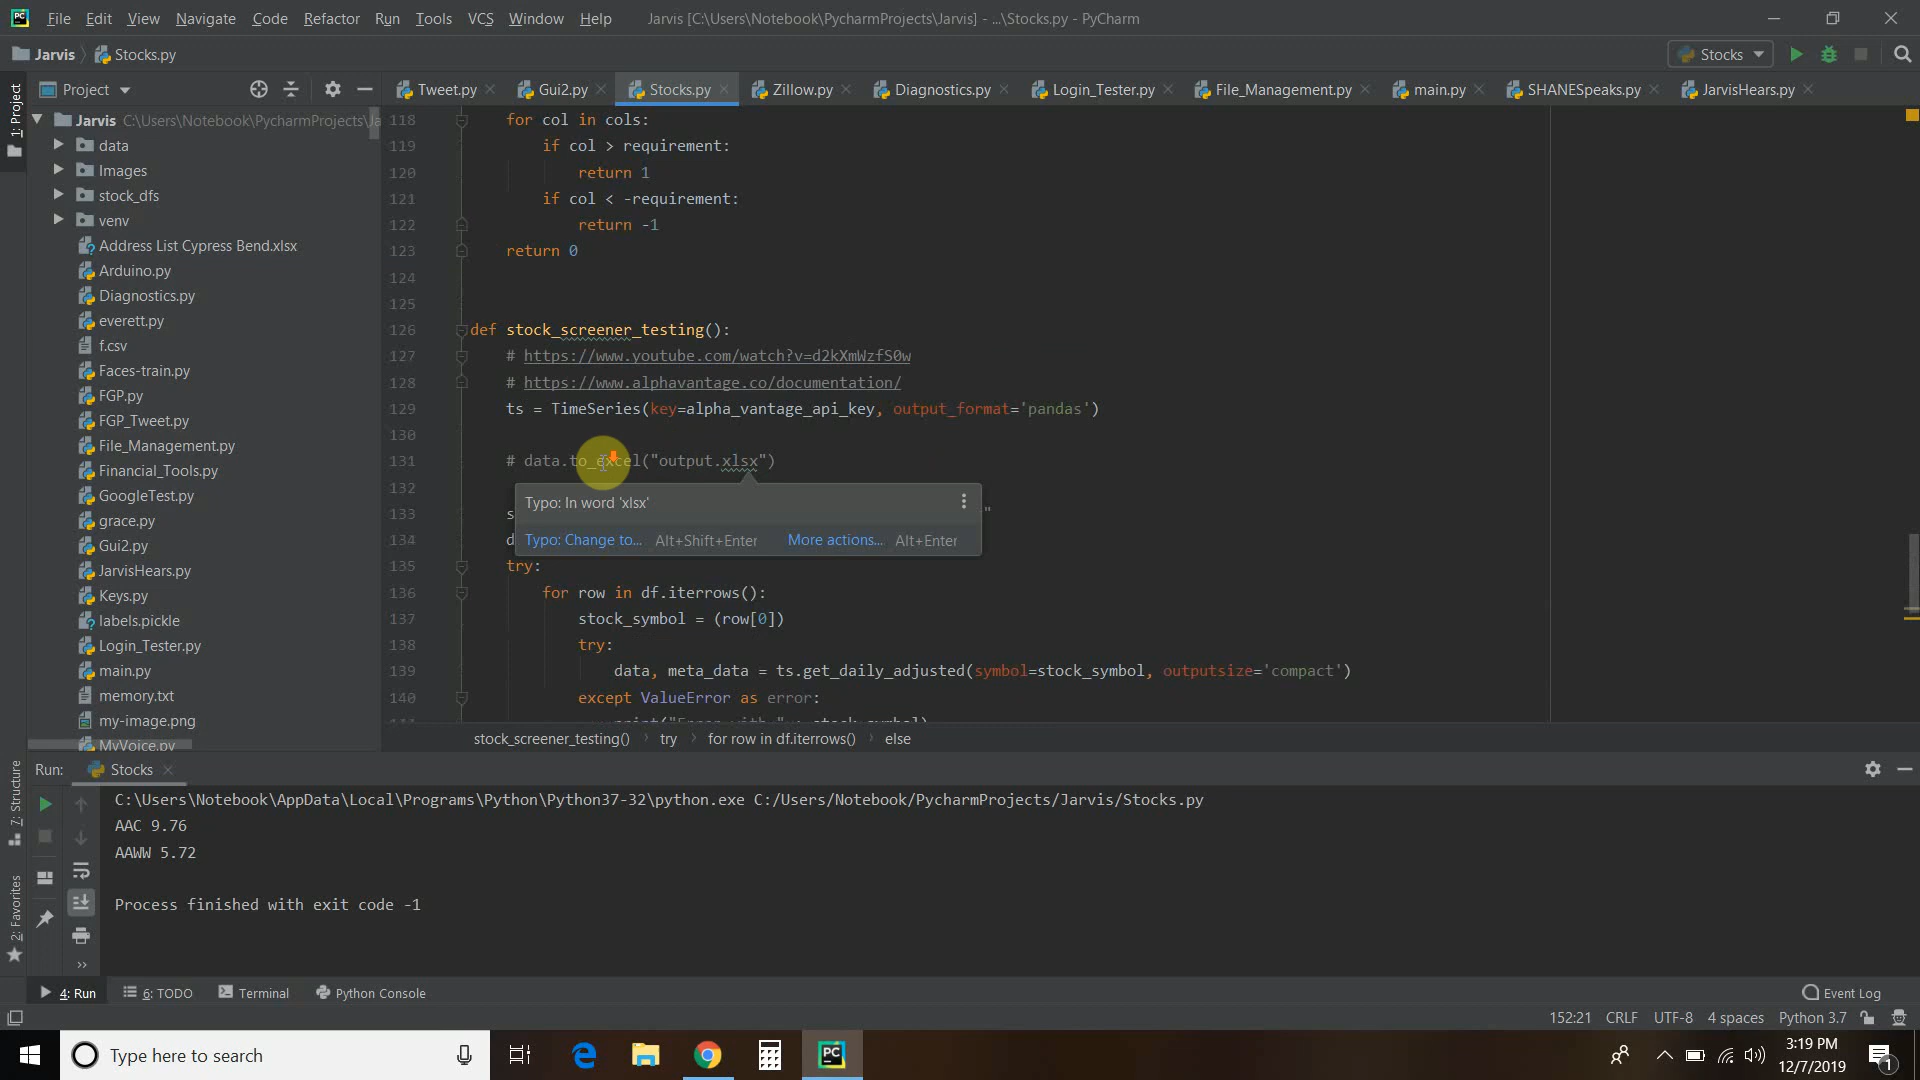 File Edit View Navigate Code Refactor Run Tools VCS Window Help Jarvis [C:\Users\Notebook\PycharmProjects\Jarvis] - ...\Stocks.py - PyCharm
Jarvis Stocks.py Stocks
1: Project
Project
Tweet.py Gui2.py Stocks.py Zillow.py Diagnostics.py Login_Tester.py File_Management.py main.py SHANESpeaks.py JarvisHears.py
Jarvis C:\Users\Notebook\PycharmProjects\Ja
data
Images
stock_dfs
venv
Address List Cypress Bend.xlsx
Arduino.py
Diagnostics.py
everett.py
f.csv
Faces-train.py
FGP.py
FGP_Tweet.py
File_Management.py
Financial_Tools.py
GoogleTest.py
grace.py
Gui2.py
JarvisHears.py
Keys.py
labels.pickle
Login_Tester.py
main.py
memory.txt
my-image.png
MyVoice.py
118 for col in cols:
119 if col > requirement:
120 return 1
121 if col < -requirement:
122 return -1
123 return 0
124
125
126 def stock_screener_testing():
127 # https://www.youtube.com/watch?v=d2kXmWzfS0w
128 # https://www.alphavantage.co/documentation/
129 ts = TimeSeries(key=alpha_vantage_api_key, output_format='pandas')
130
131 # data.to_excel("output.xlsx")
132
Typo: In word 'xlsx'
133 s "
Typo: Change to... Alt+Shift+Enter More actions... Alt+Enter
134 d
135 try:
136 for row in df.iterrows():
137 stock_symbol = (row[0])
138 try:
139 data, meta_data = ts.get_daily_adjusted(symbol=stock_symbol, outputsize='compact')
140 except ValueError as error:
stock_screener_testing() try for row in df.iterrows() else
Run: Stocks
7: Structure
2: Favorites
C:\Users\Notebook\AppData\Local\Programs\Python\Python37-32\python.exe C:/Users/Notebook/PycharmProjects/Jarvis/Stocks.py
AAC 9.76
AAWW 5.72
Process finished with exit code -1
4: Run 6: TODO Terminal Python Console Event Log
152:21 CRLF UTF-8 4 spaces Python 3.7
Type here to search
PC
3:19 PM
12/7/2019
1